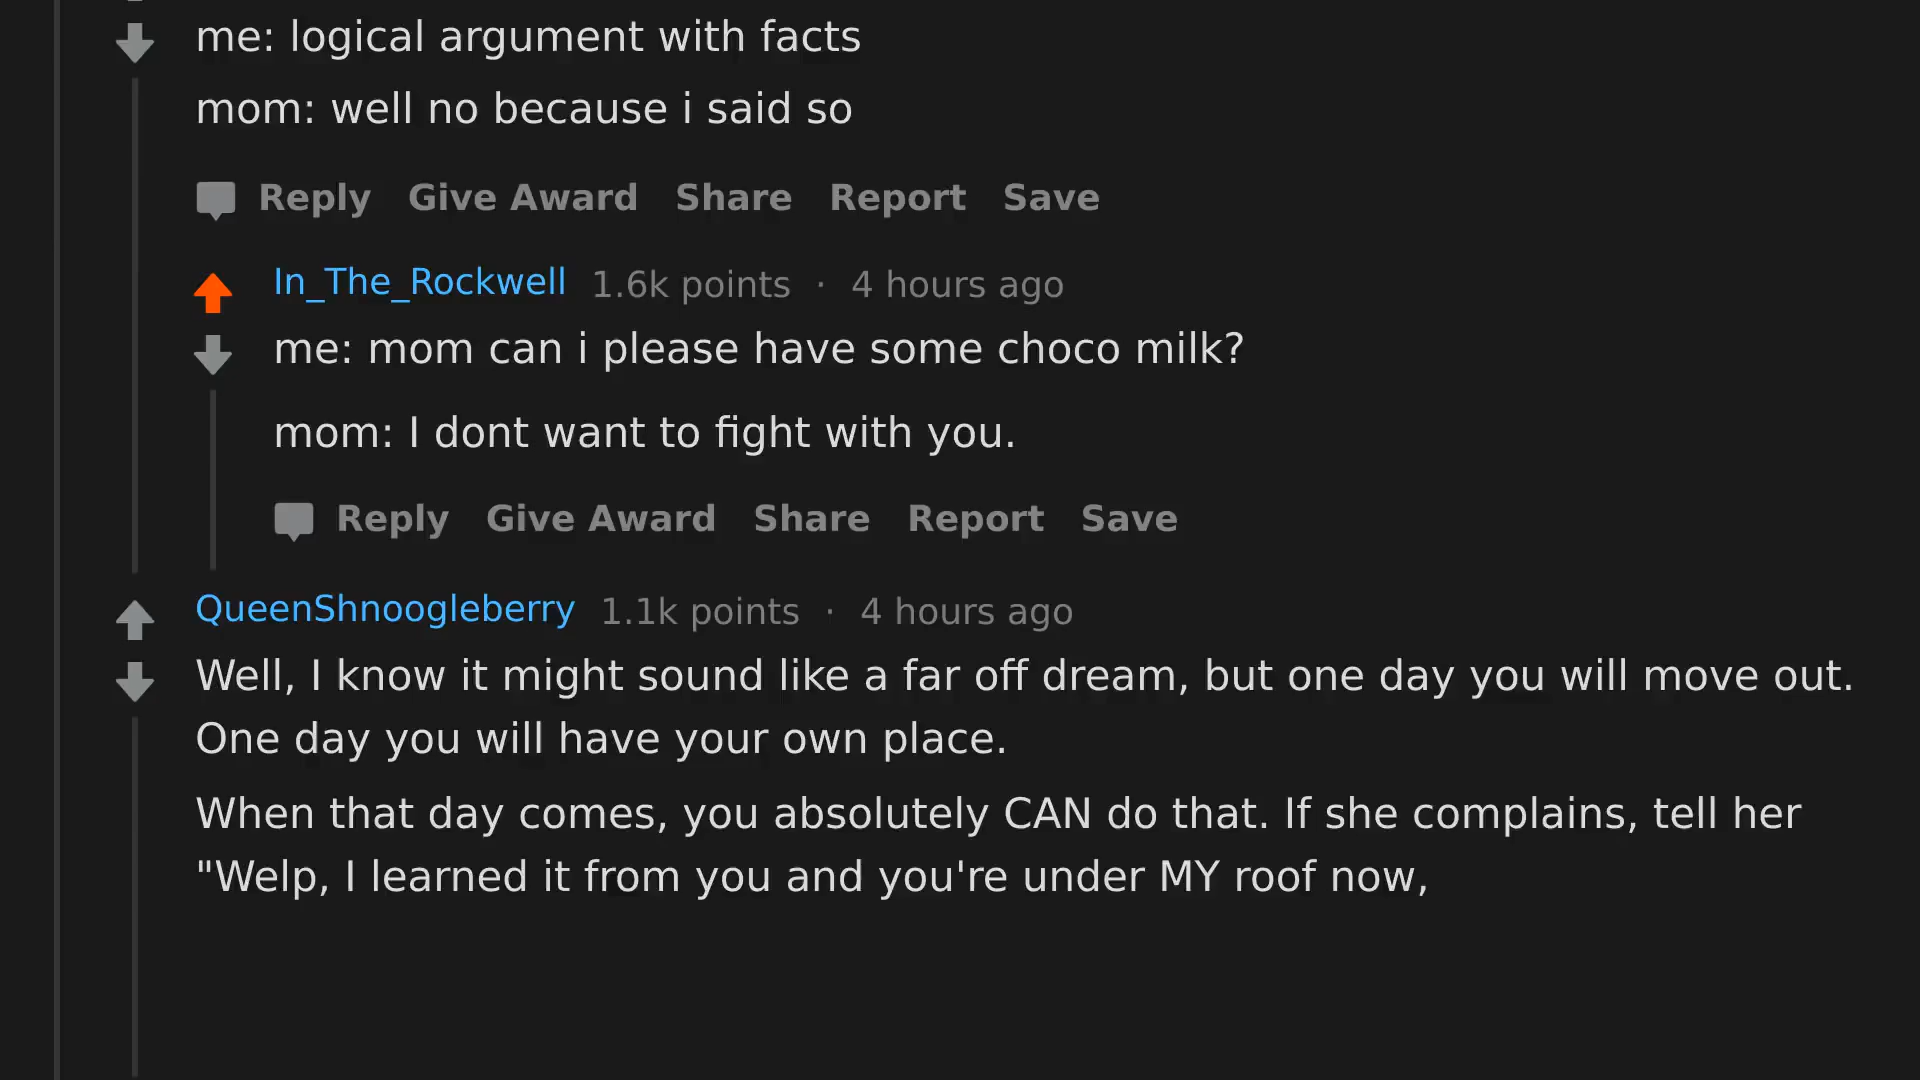 me: logical argument with facts
mom: well no because i said so
Reply Give Award Share Report Save
In_The_Rockwell 1.6k points · 4 hours ago
me: mom can i please have some choco milk?
mom: I dont want to fight with you.
Reply Give Award Share Report Save
QueenShnoogleberry 1.1k points · 4 hours ago
Well, I know it might sound like a far off dream, but one day you will move out.
One day you will have your own place.
When that day comes, you absolutely CAN do that. If she complains, tell her
"Welp, I learned it from you and you're under MY roof now,